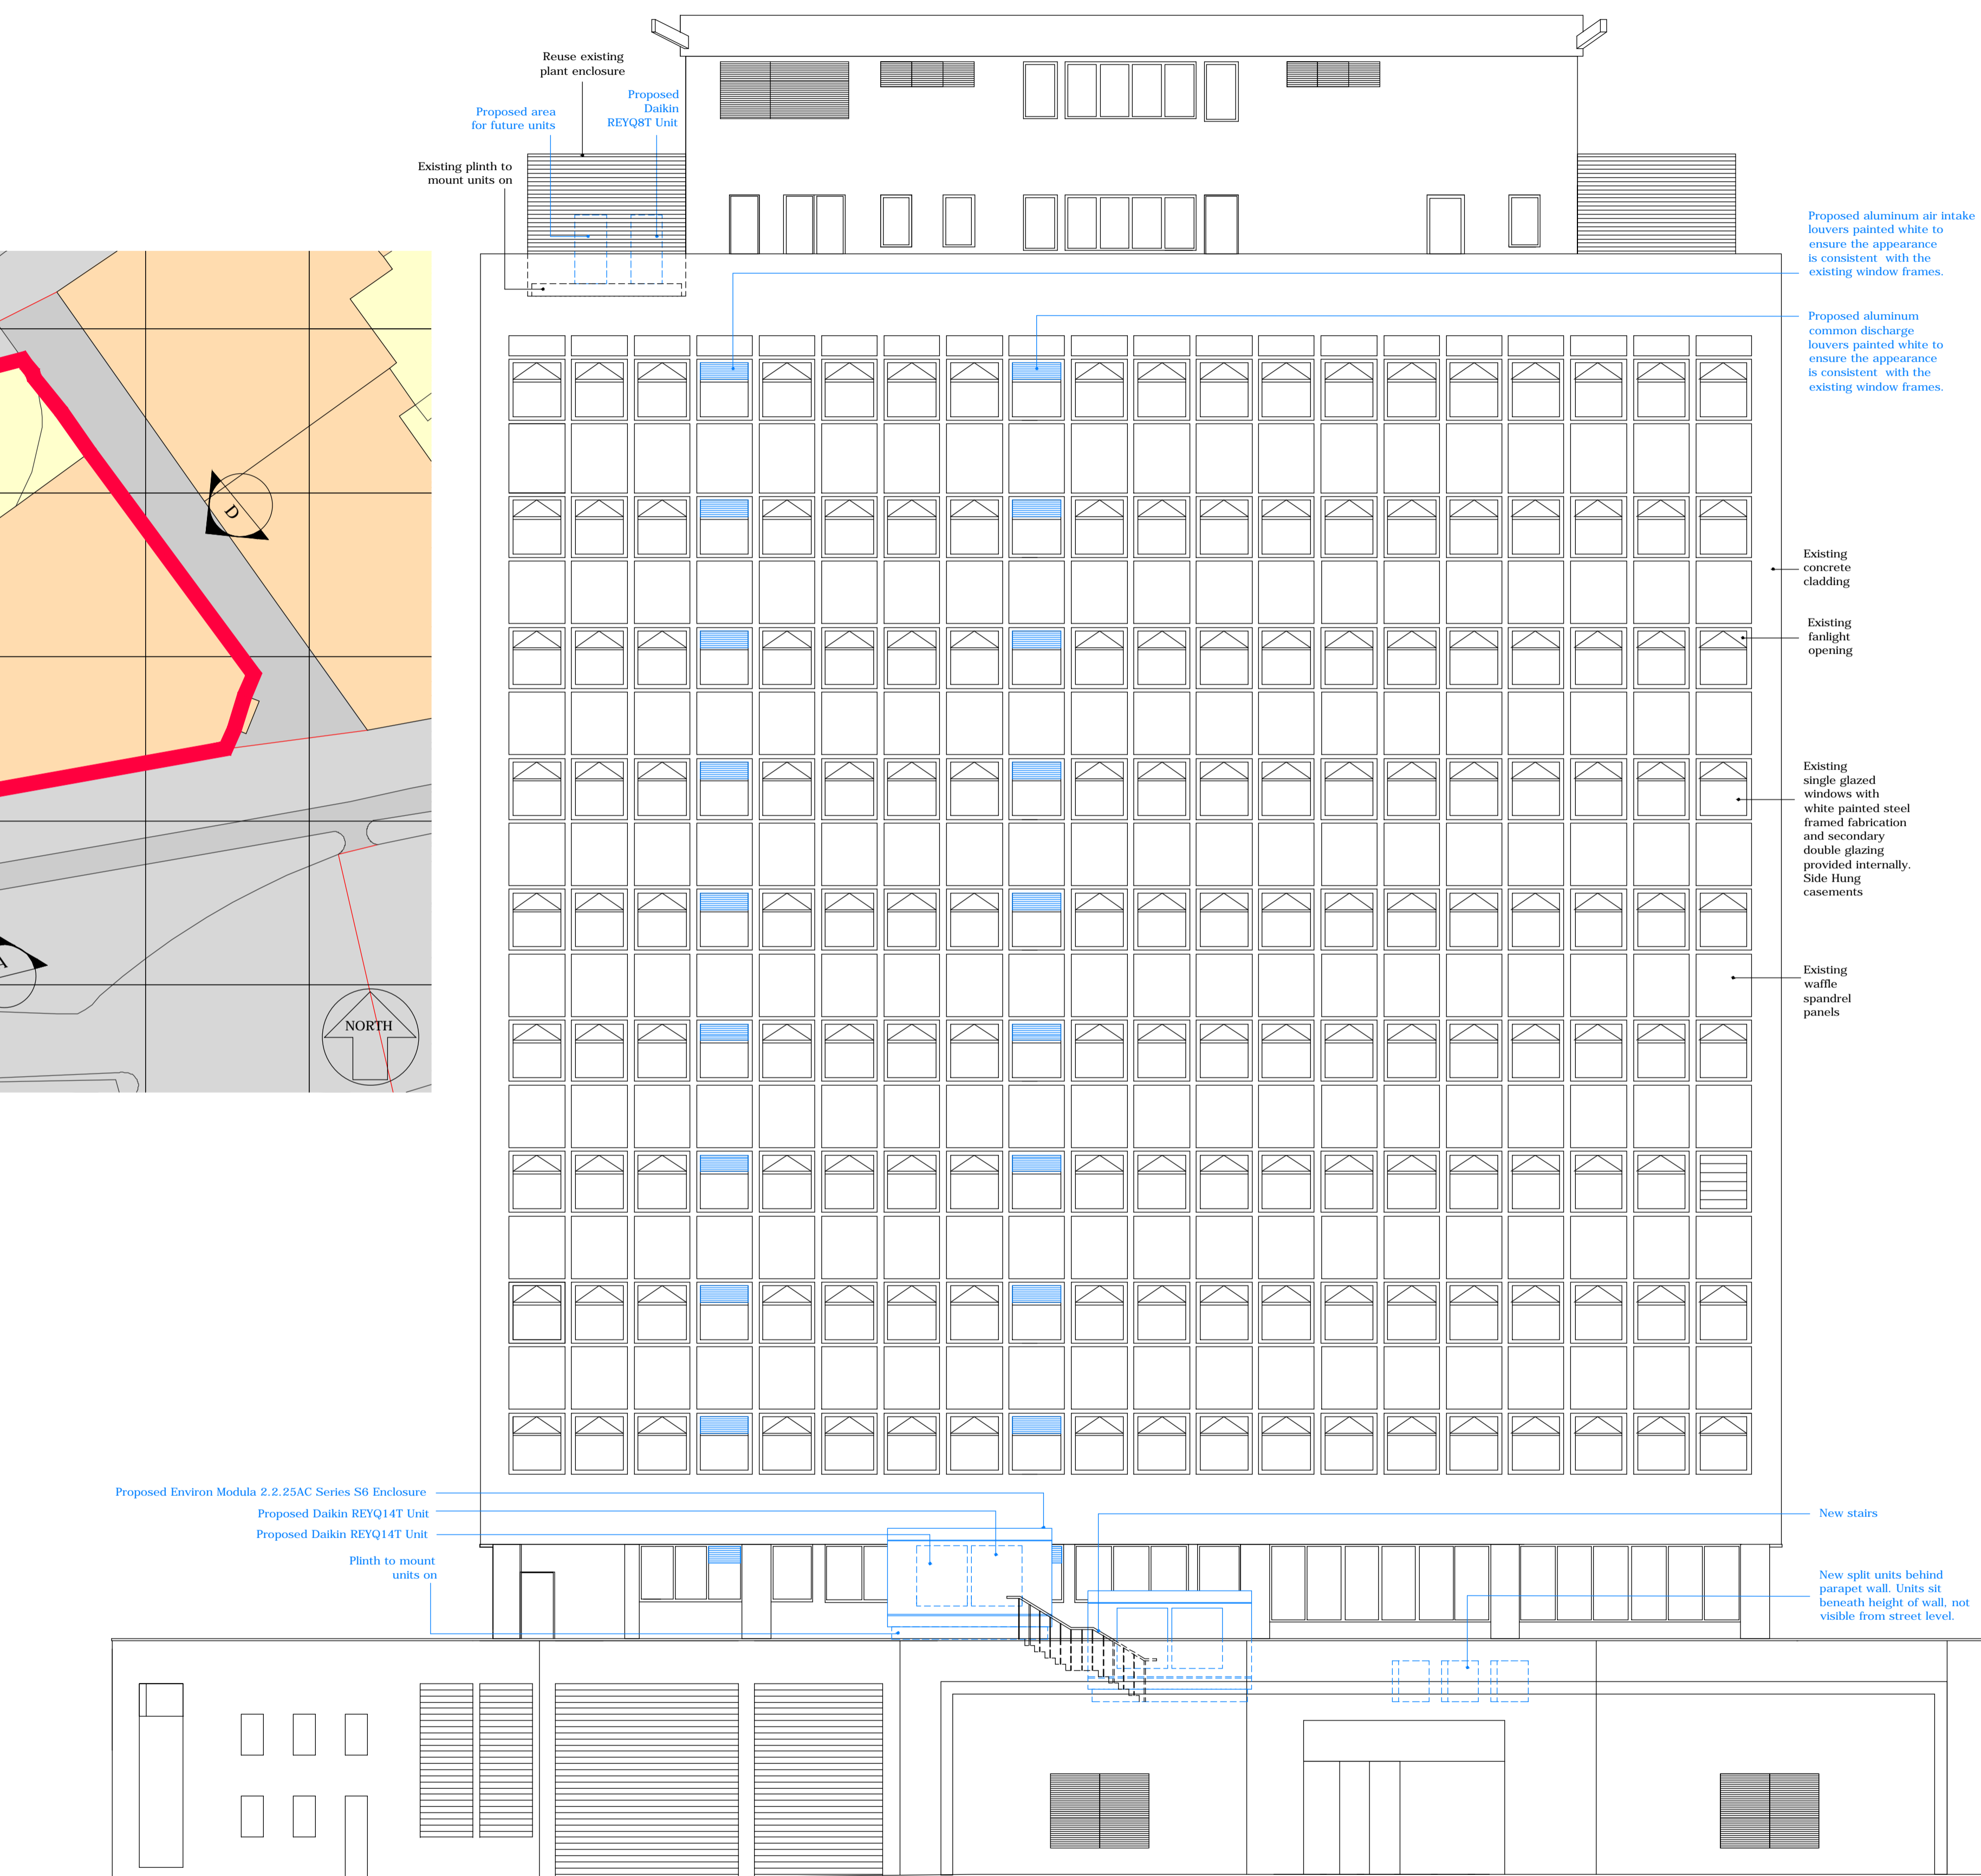 Reuse existing
plant enclosure
Proposed area
for future units
Proposed
Daikin
REYQ8T Unit
Existing plinth to
mount units on
Proposed aluminum air intake
louvers painted white to
ensure the appearance
is consistent with the
existing window frames.
Proposed aluminum
common discharge
louvers painted white to
ensure the appearance
is consistent with the
existing window frames.
D
A
NORTH
Existing
concrete
cladding
Existing
fanlight
opening
Existing
single glazed
windows with
white painted steel
framed fabrication
and secondary
double glazing
provided internally.
Side Hung
casements
Existing
waffle
spandrel
panels
Proposed Environ Modula 2.2.25AC Series S6 Enclosure
Proposed Daikin REYQ14T Unit
Proposed Daikin REYQ14T Unit
Plinth to mount
units on
New stairs
New split units behind
parapet wall. Units sit
beneath height of wall, not
visible from street level.